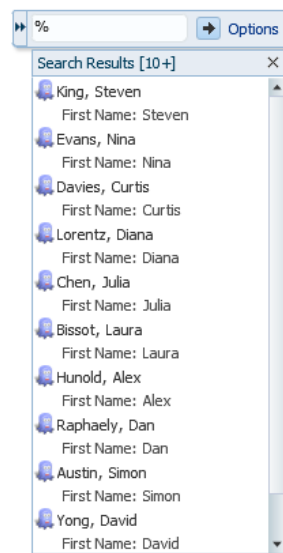 %
Options
Search Results [10+]
King, Steven
First Name: Steven
Evans, Nina
First Name: Nina
Davies, Curtis
First Name: Curtis
Lorentz, Diana
First Name: Diana
Chen, Julia
First Name: Julia
Bissot, Laura
First Name: Laura
Hunold, Alex
First Name: Alex
Raphaely, Dan
First Name: Dan
Austin, Simon
First Name: Simon
Yong, David
First Name: David